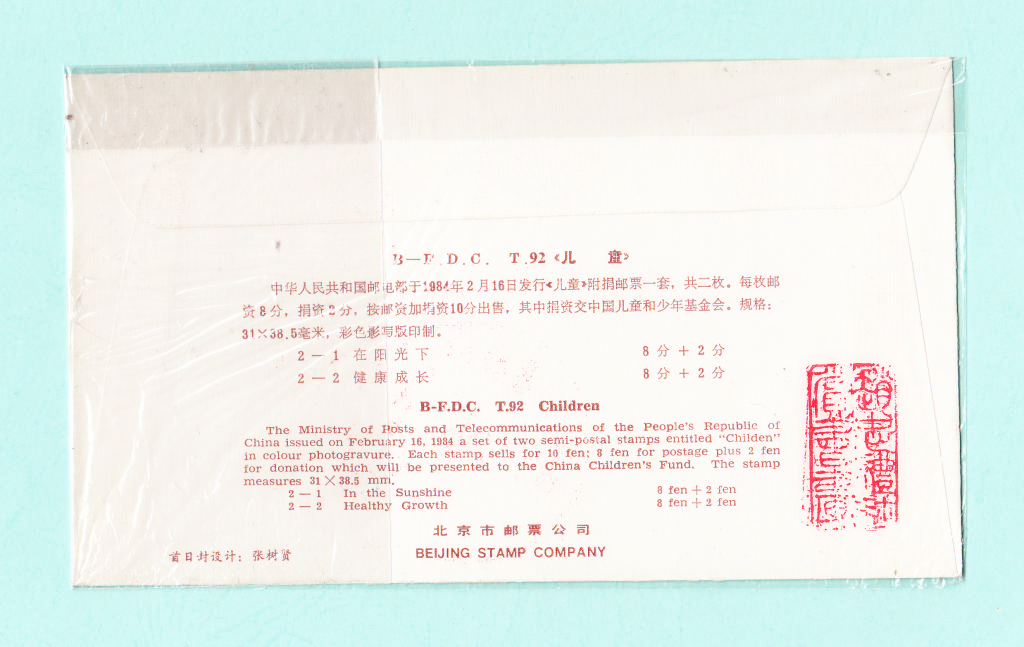 B—F.D.C. T.92《儿 童》
中华人民共和国邮电部于1984年2月16日发行《儿童》附捐邮票一套，共二枚。每枚邮
资8分，捐资2分，按邮资加捐资10分出售，其中捐资交中国儿童和少年基金会。规格：
31×38.5毫米，彩色影写版印制。
2—1 在阳光下 8分＋2分
2—2 健康成长 8分＋2分
B-F.D.C. T.92 Children
The Ministry of Posts and Telecommunications of the People's Republic of
China issued on February 16, 1984 a set of two semi-postal stamps entitled "Childen"
in colour photogravure. Each stamp sells for 10 fen; 8 fen for postage plus 2 fen
for donation which will be presented to the China Children's Fund. The stamp
measures 31×38.5 mm.
2—1 In the Sunshine 8 fen+2 fen
2—2 Healthy Growth 8 fen+2 fen
北京市邮票公司
BEIJING STAMP COMPANY
首日封设计：张树贤